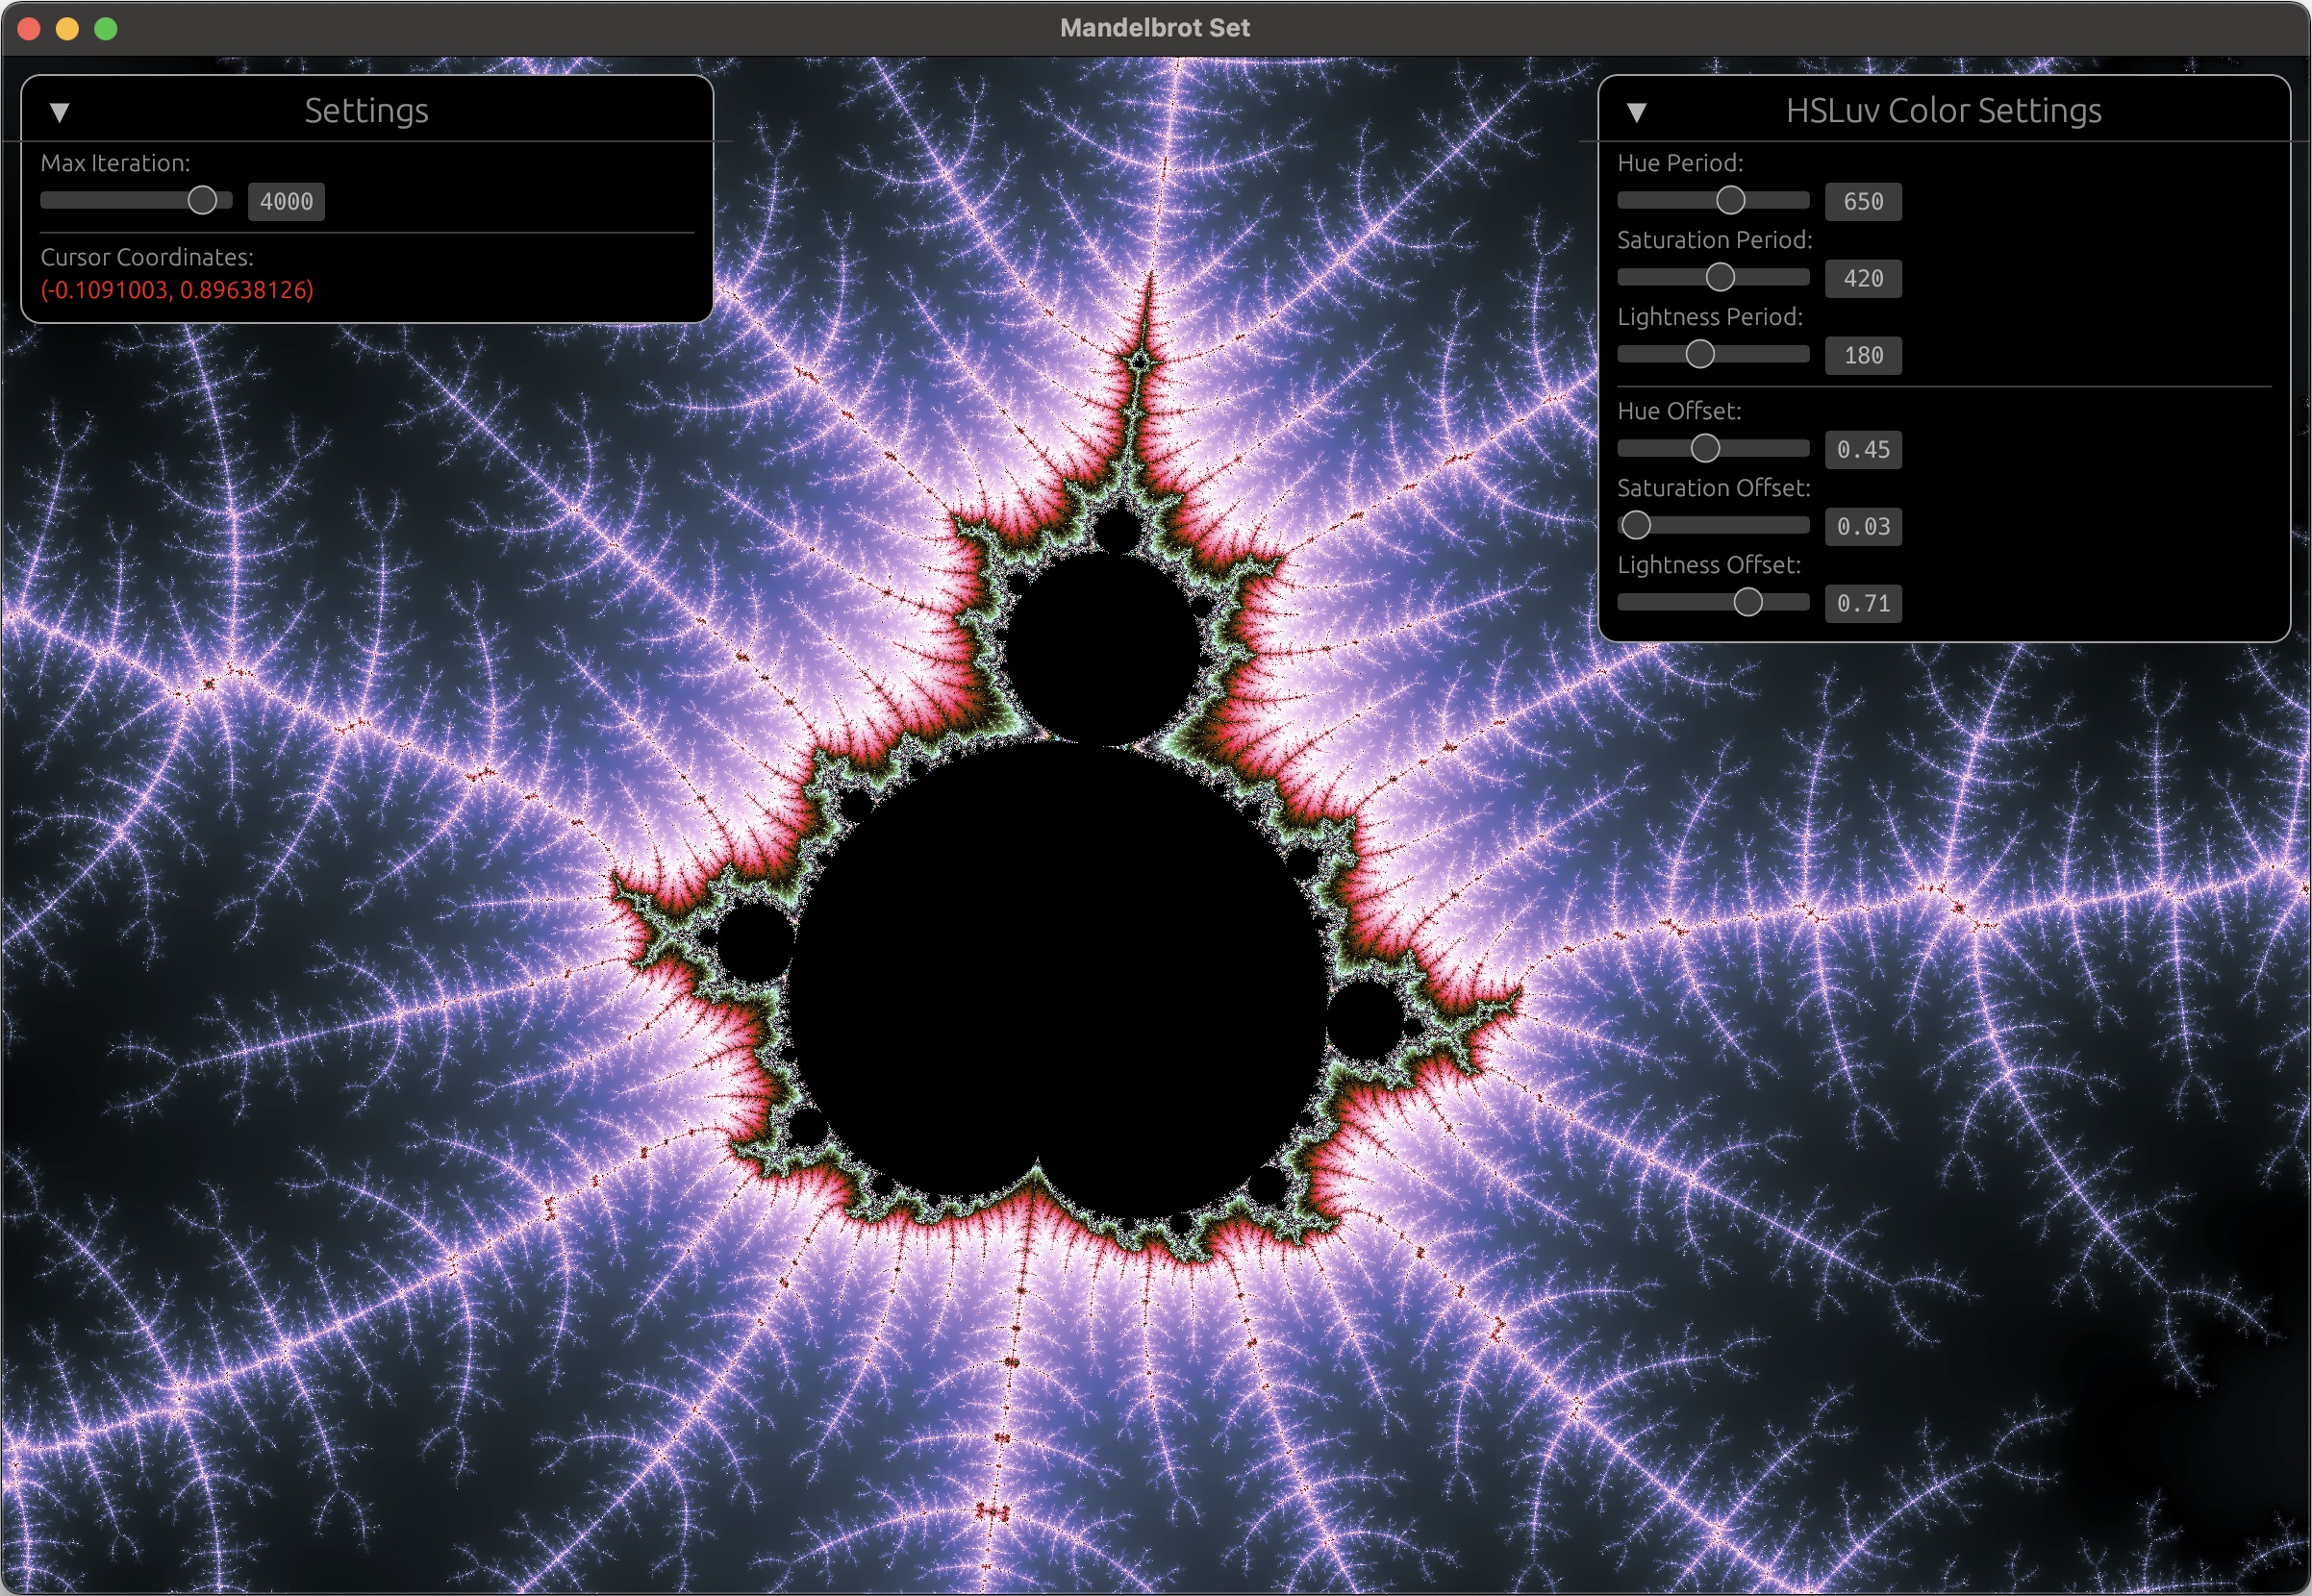 Mandelbrot Set
Settings
Max Iteration:
4000
Cursor Coordinates:
(-0.1091003, 0.89638126)
HSLuv Color Settings
Hue Period:
650
Saturation Period:
420
Lightness Period:
180
Hue Offset:
0.45
Saturation Offset:
0.03
Lightness Offset:
0.71